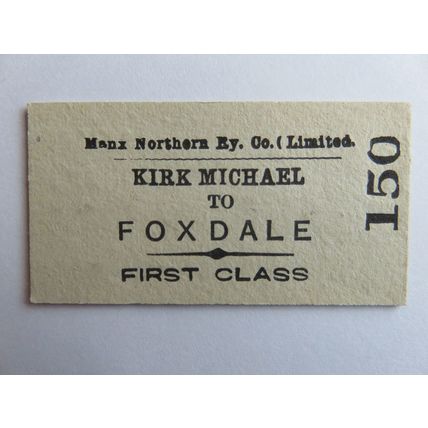 Manx Northern Ry. Co. (Limited.
KIRK MICHAEL
TO
FOXDALE
FIRST CLASS
150